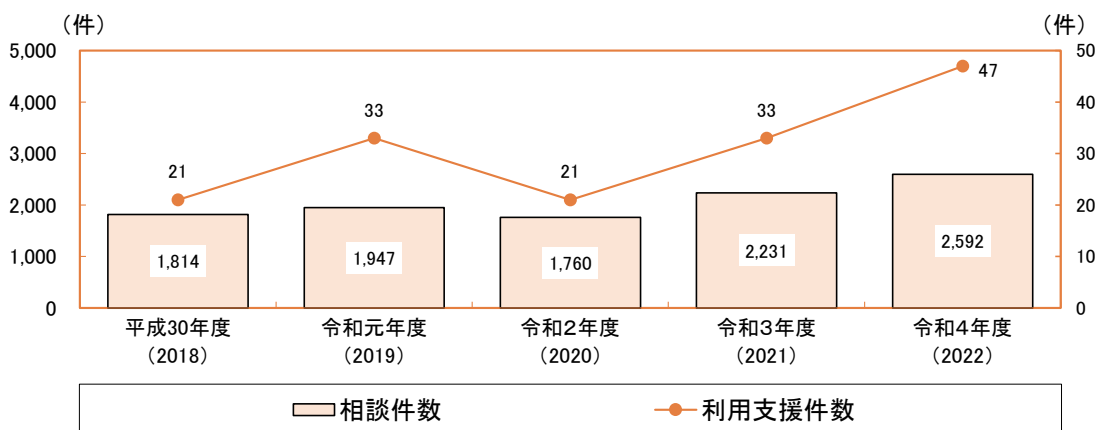 (件) (件)
5,000 50
33 47
4,000 33 40
3,000 21 21 30
2,000 20
1,814 1,947 1,760 2,231 2,592
1,000 10
0 0
平成30年度 令和元年度 令和2年度 令和3年度 令和4年度
(2018) (2019) (2020) (2021) (2022)
相談件数 利用支援件数